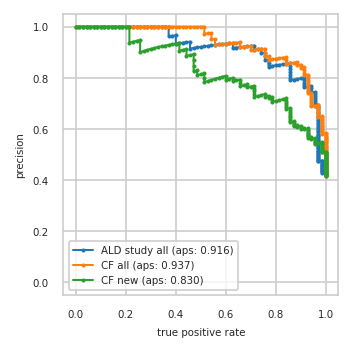 1.0
0.8
0.6
0.4
0.2
0.0
precision
ALD study all (aps: 0.916)
CF all (aps: 0.937)
CF new (aps: 0.830)
0.0 0.2 0.4 0.6 0.8 1.0
true positive rate